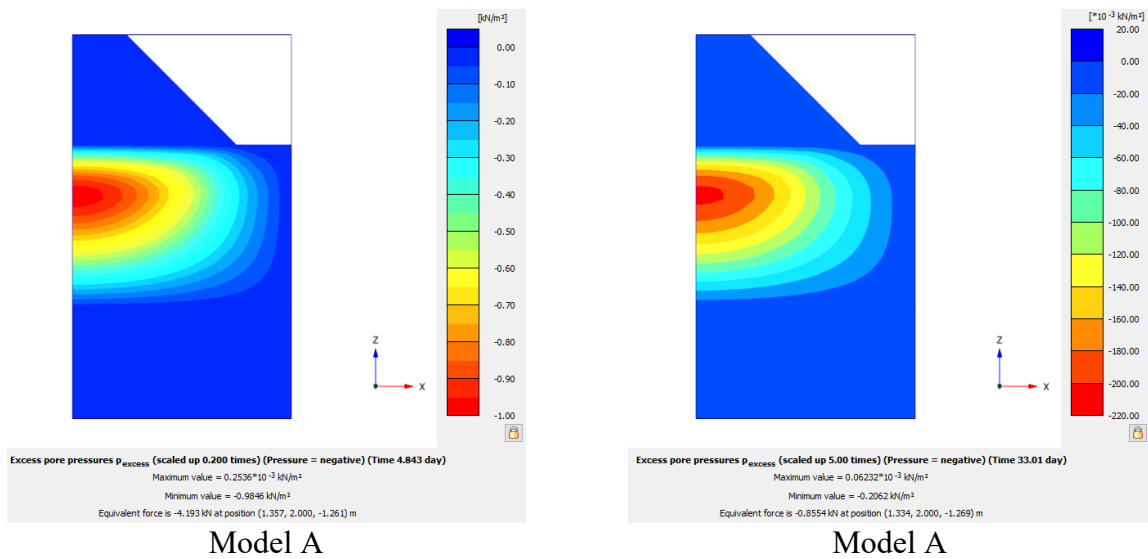 [kN/m²]
0.00
-0.10
-0.20
-0.30
-0.40
-0.50
-0.60
-0.70
-0.80
-0.90
-1.00
Z
X
Excess pore pressures p excess (scaled up 0.200 times) (Pressure = negative) (Time 4.843 day)
Maximum value = 0.2536*10 -3 kN/m²
Minimum value = -0.9846 kN/m²
Equivalent force is -4.193 kN at position (1.357, 2.000, -1.261) m
Model A
[*10 -3 kN/m²]
20.00
0.00
-20.00
-40.00
-60.00
-80.00
-100.00
-120.00
-140.00
-160.00
-180.00
-200.00
-220.00
Z
X
Excess pore pressures p excess (scaled up 5.00 times) (Pressure = negative) (Time 33.01 day)
Maximum value = 0.06232*10 -3 kN/m²
Minimum value = -0.2062 kN/m²
Equivalent force is -0.8554 kN at position (1.334, 2.000, -1.269) m
Model A